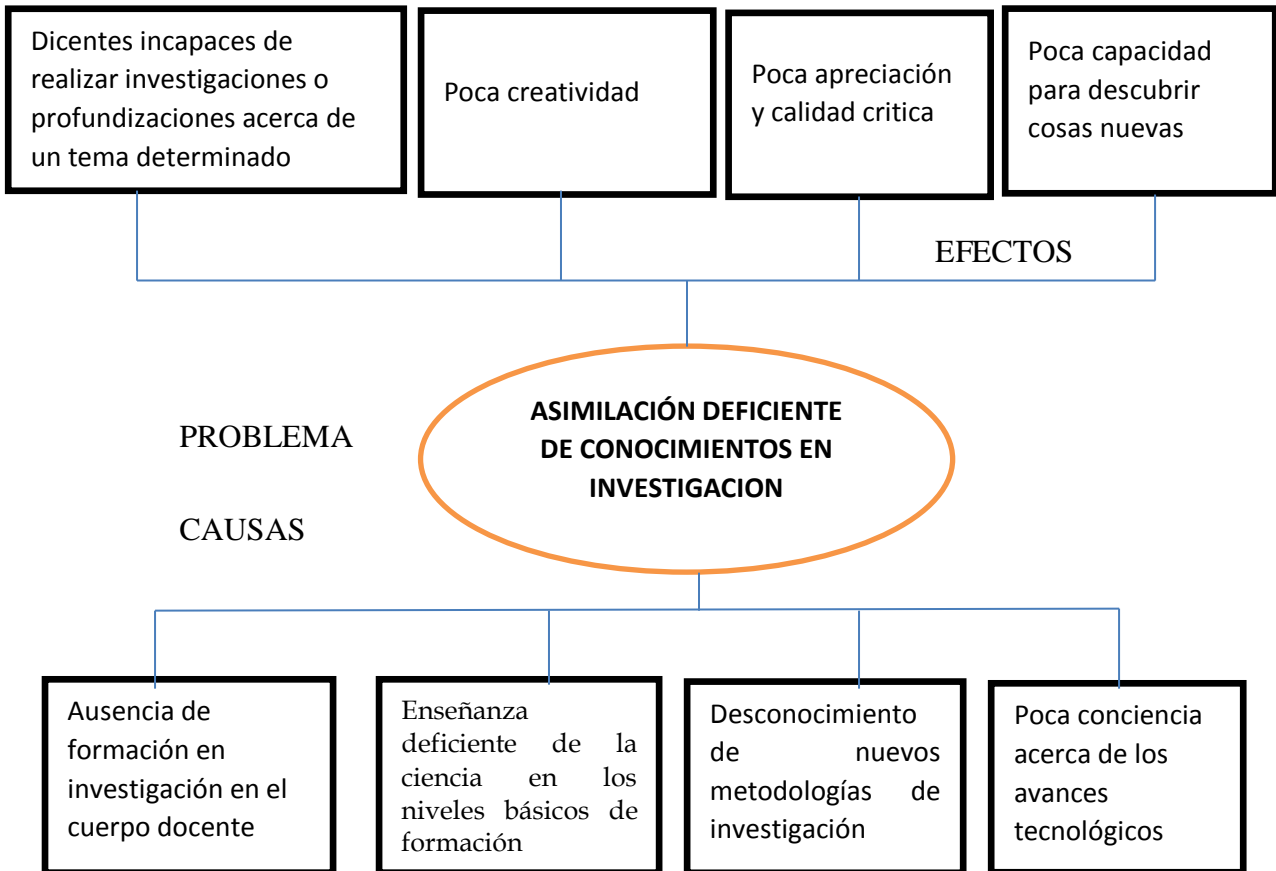 Dicentes incapaces de
realizar investigaciones o
profundizaciones acerca de
un tema determinado
Poca creatividad
Poca apreciación
y calidad critica
Poca capacidad
para descubrir
cosas nuevas
EFECTOS
ASIMILACIÓN DEFICIENTE
DE CONOCIMIENTOS EN
INVESTIGACION
PROBLEMA
CAUSAS
Ausencia de
formación en
investigación en el
cuerpo docente
Enseñanza
deficiente de la
ciencia en los
niveles básicos de
formación
Desconocimiento
de nuevos
metodologías de
investigación
Poca conciencia
acerca de los
avances
tecnológicos